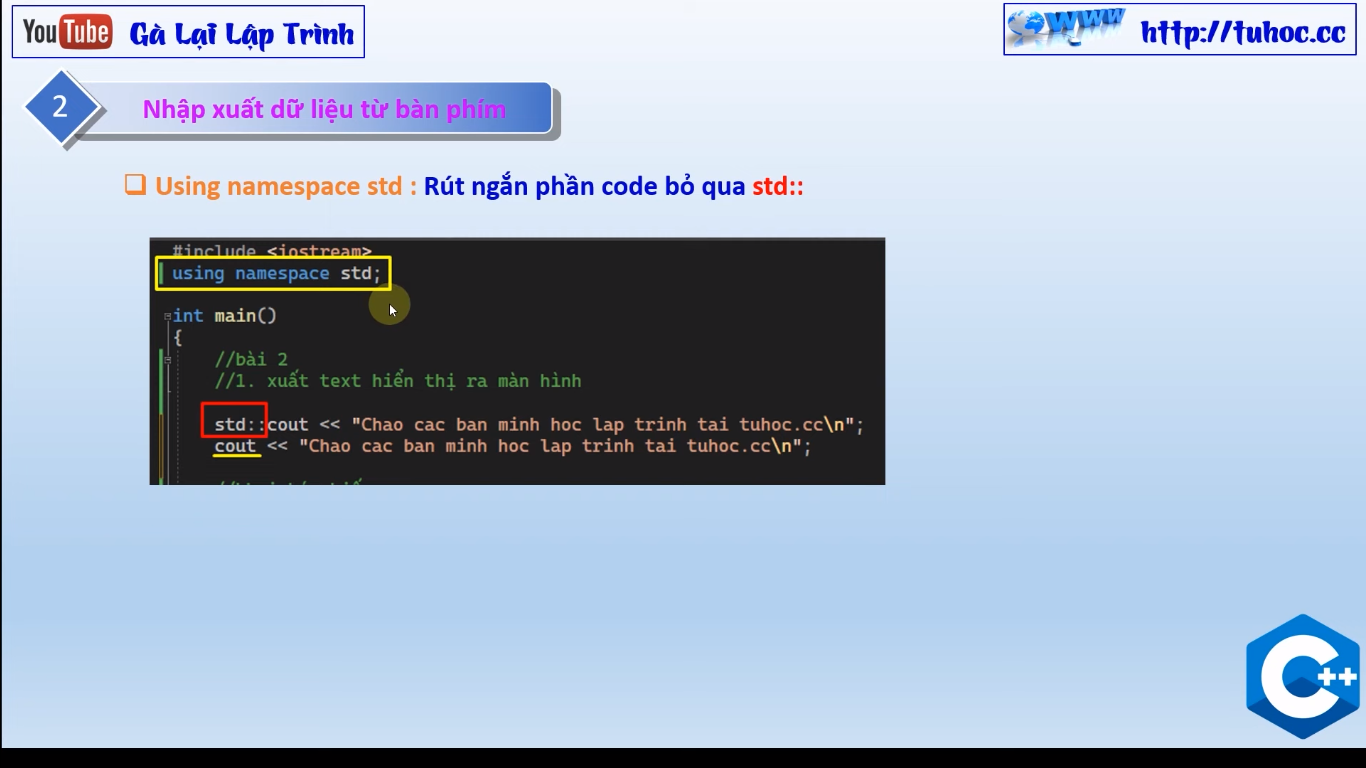 YouTube Gà Lại Lập Trình
WWW http://tuhoc.cc
2
Nhập xuất dữ liệu từ bàn phím
Using namespace std : Rút ngắn phần code bỏ qua std::
#include <iostream>
using namespace std;
int main()
{
//bài 2
//1. xuất text hiển thị ra màn hình
std::cout << "Chao cac ban minh hoc lap trinh tai tuhoc.cc\n";
cout << "Chao cac ban minh hoc lap trinh tai tuhoc.cc\n";
C++